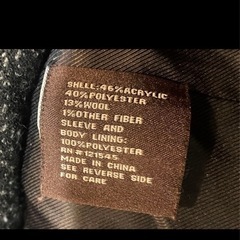 SHELL: 46% ACRYLIC
40% POLYESTER
13% WOOL
1% OTHER FIBER
SLEEVE AND
BODY LINING:
100% POLYESTER
RN# 121545
MADE IN CHINA
SEE REVERSE SIDE
FOR CARE